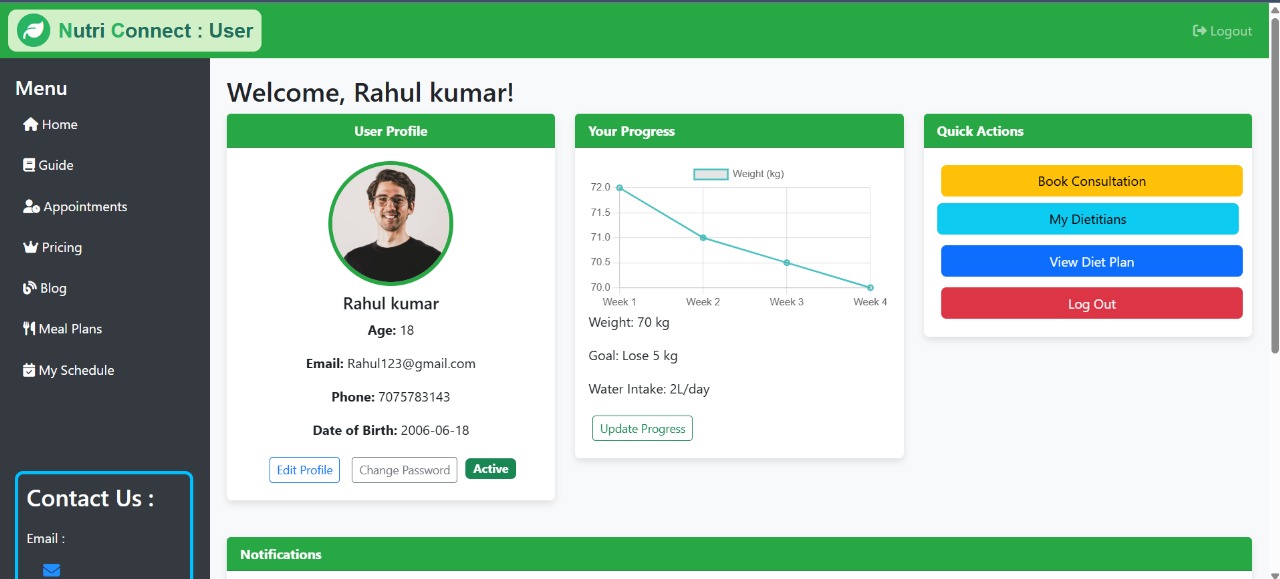 Nutri Connect : User
Logout
Menu
Home
Guide
Appointments
Pricing
Blog
Meal Plans
My Schedule
Contact Us :
Email :
Welcome, Rahul kumar!
User Profile
Rahul kumar
Age: 18
Email: Rahul123@gmail.com
Phone: 7075783143
Date of Birth: 2006-06-18
Edit Profile
Change Password
Active
Your Progress
Weight (kg)
72.0
71.5
71.0
70.5
70.0
Week 1
Week 2
Week 3
Week 4
Weight: 70 kg
Goal: Lose 5 kg
Water Intake: 2L/day
Update Progress
Quick Actions
Book Consultation
My Dietitians
View Diet Plan
Log Out
Notifications